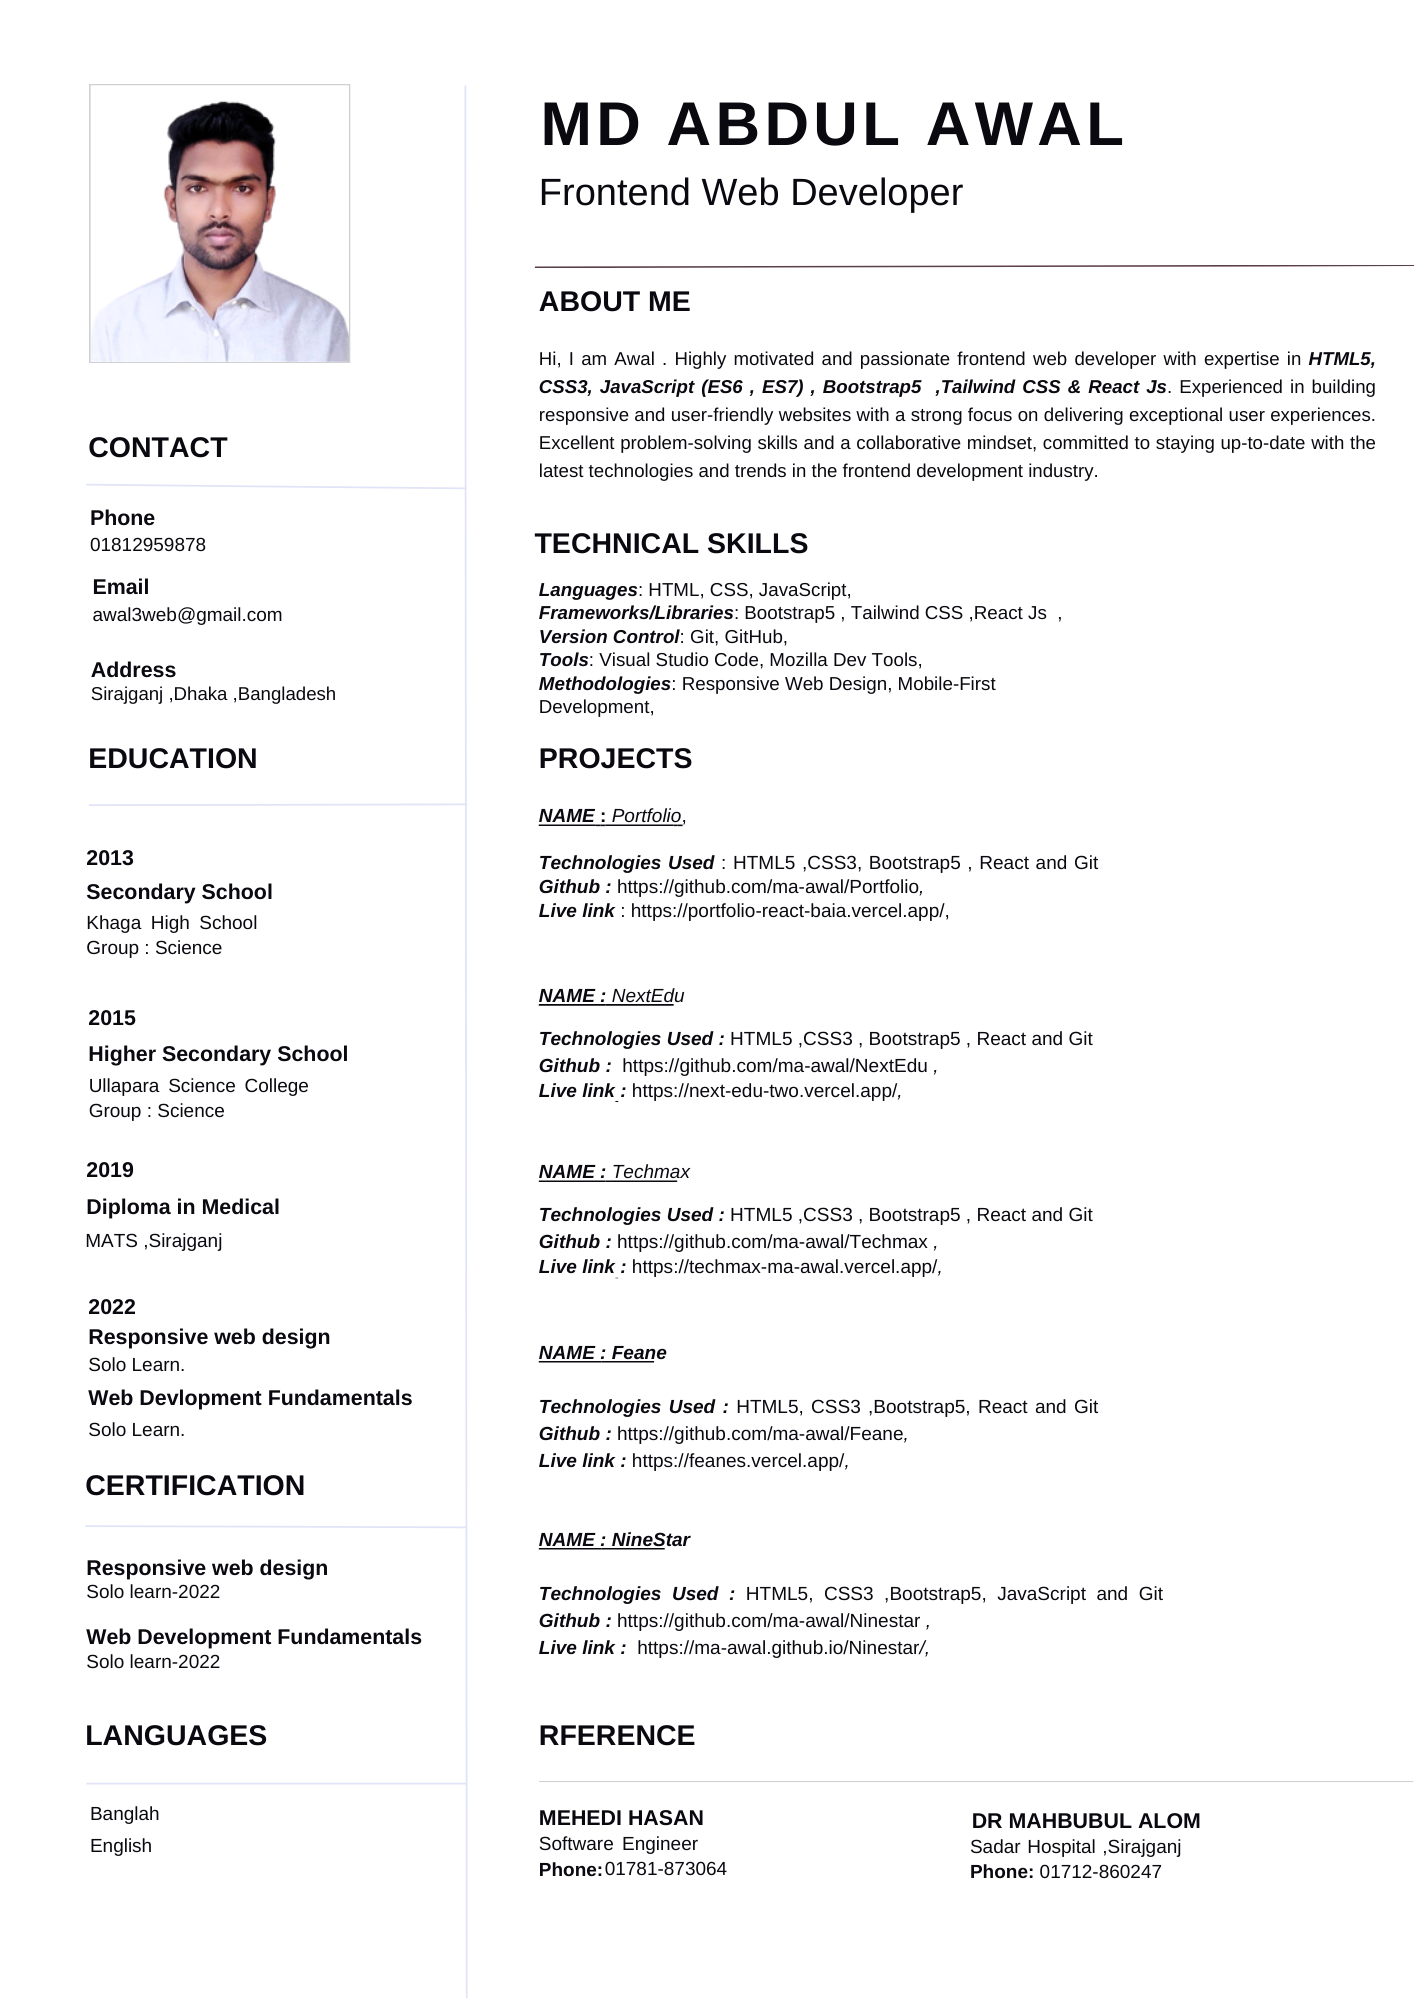 MD ABDUL AWAL
Frontend Web Developer
CONTACT
Phone
01812959878
Email
awal3web@gmail.com
Address
Sirajganj ,Dhaka ,Bangladesh
EDUCATION
2013
Secondary School
Khaga High School
Group : Science
2015
Higher Secondary School
Ullapara Science College
Group : Science
2019
Diploma in Medical
MATS ,Sirajganj
2022
Responsive web design
Solo Learn.
Web Devlopment Fundamentals
Solo Learn.
CERTIFICATION
Responsive web design
Solo learn-2022
Web Development Fundamentals
Solo learn-2022
LANGUAGES
Banglah
English
ABOUT ME
Hi, I am Awal . Highly motivated and passionate frontend web developer with expertise in HTML5,
CSS3, JavaScript (ES6 , ES7) , Bootstrap5 ,Tailwind CSS & React Js. Experienced in building
responsive and user-friendly websites with a strong focus on delivering exceptional user experiences.
Excellent problem-solving skills and a collaborative mindset, committed to staying up-to-date with the
latest technologies and trends in the frontend development industry.
TECHNICAL SKILLS
Languages: HTML, CSS, JavaScript,
Frameworks/Libraries: Bootstrap5 , Tailwind CSS ,React Js ,
Version Control: Git, GitHub,
Tools: Visual Studio Code, Mozilla Dev Tools,
Methodologies: Responsive Web Design, Mobile-First
Development,
PROJECTS
NAME : Portfolio,
Technologies Used : HTML5 ,CSS3, Bootstrap5 , React and Git
Github : https://github.com/ma-awal/Portfolio,
Live link : https://portfolio-react-baia.vercel.app/,
NAME : NextEdu
Technologies Used : HTML5 ,CSS3 , Bootstrap5 , React and Git
Github : https://github.com/ma-awal/NextEdu ,
Live link : https://next-edu-two.vercel.app/,
NAME : Techmax
Technologies Used : HTML5 ,CSS3 , Bootstrap5 , React and Git
Github : https://github.com/ma-awal/Techmax ,
Live link : https://techmax-ma-awal.vercel.app/,
NAME : Feane
Technologies Used : HTML5, CSS3 ,Bootstrap5, React and Git
Github : https://github.com/ma-awal/Feane,
Live link : https://feanes.vercel.app/,
NAME : NineStar
Technologies Used : HTML5, CSS3 ,Bootstrap5, JavaScript and Git
Github : https://github.com/ma-awal/Ninestar ,
Live link : https://ma-awal.github.io/Ninestar/,
RFERENCE
MEHEDI HASAN
Software Engineer
Phone:01781-873064
DR MAHBUBUL ALOM
Sadar Hospital ,Sirajganj
Phone: 01712-860247